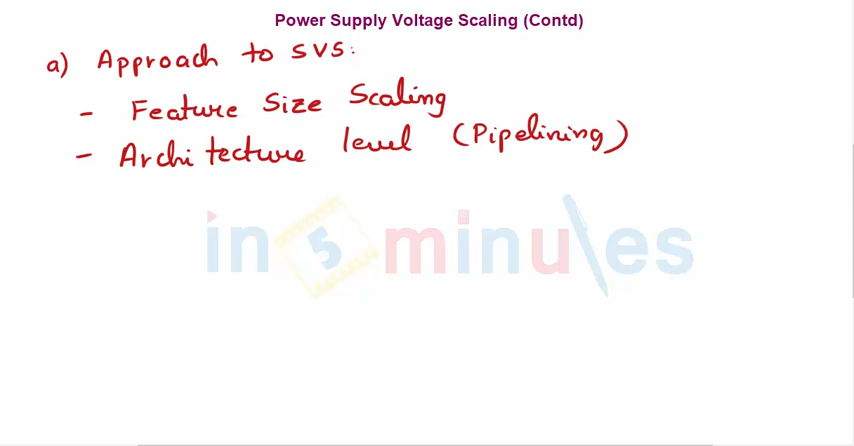 Power Supply Voltage Scaling (Contd)
a) Approach to SVS:
- Feature Size Scaling
- Architecture level (Pipelining)
in 5 minutes